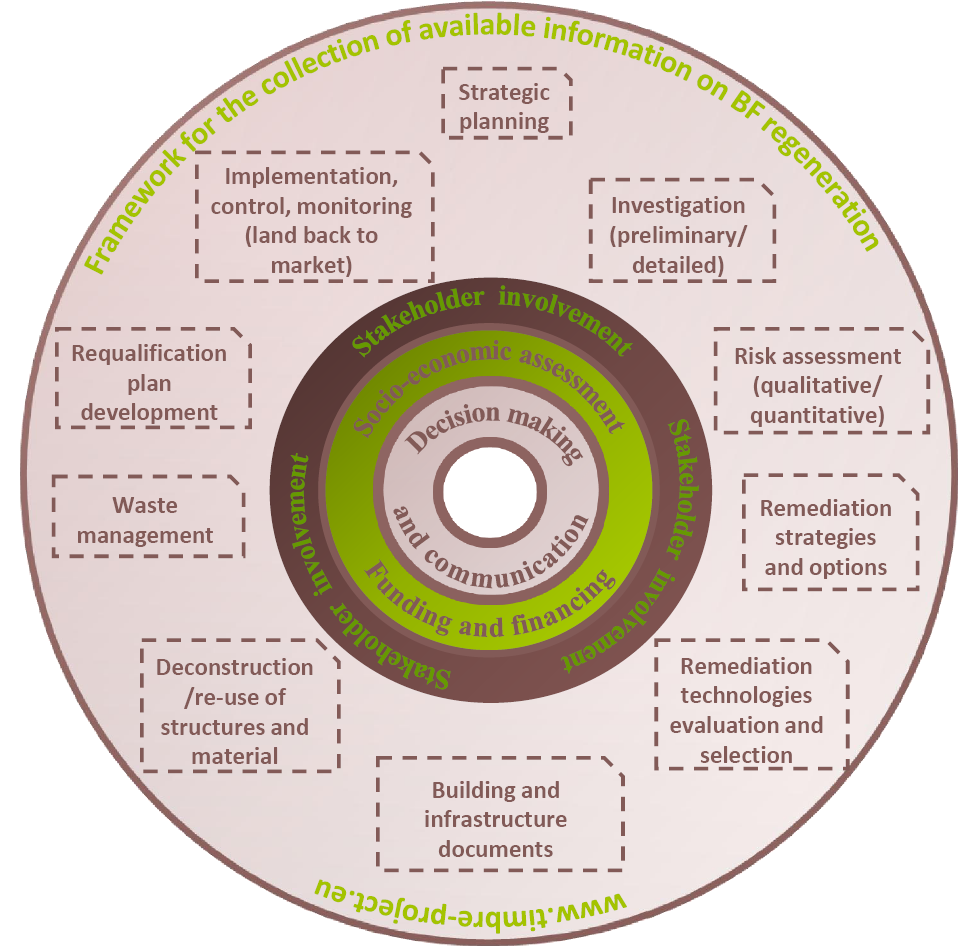 Framework for the collection of available information on BF regeneration
Strategic
planning
Implementation,
control, monitoring
(land back to
market)
Investigation
(preliminary/
detailed)
Requalification
plan
development
Risk assessment
(qualitative/
quantitative)
Waste
management
Remediation
strategies
and options
Deconstruction
/re-use of
structures and
material
Remediation
technologies
evaluation and
selection
Building and
infrastructure
documents
Stakeholder involvement
Stakeholder involvement
Stakeholder involvement
Socio-economic assessment
Funding and financing
Decision making
and communication
www.timbre-project.eu